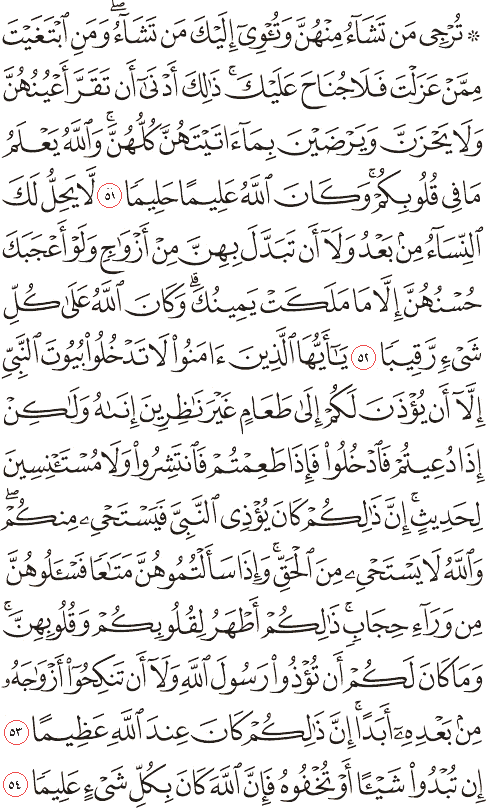 * تُرْجِى مَن تَشَآءُ مِنْهُنَّ وَتُـْٔوِىٓ إِلَيْكَ مَن تَشَآءُۖ وَمَنِ ٱبْتَغَيْتَ
مِمَّنْ عَزَلْتَ فَلَا جُنَاحَ عَلَيْكَۚ ذَٰلِكَ أَدْنَىٰٓ أَن تَقَرَّ أَعْيُنُهُنَّ
وَلَا يَحْزَنَّ وَيَرْضَيْنَ بِمَآ ءَاتَيْتَهُنَّ كُلُّهُنَّۚ وَٱللَّهُ يَعْلَمُ
مَا فِى قُلُوبِكُمْۚ وَكَانَ ٱللَّهُ عَلِيمًا حَلِيمًا ٥١ لَّا يَحِلُّ لَكَ
ٱلنِّسَآءُ مِنۢ بَعْدُ وَلَآ أَن تَبَدَّلَ بِهِنَّ مِنْ أَزْوَٰجٍ وَلَوْ أَعْجَبَكَ
حُسْنُهُنَّ إِلَّا مَا مَلَكَتْ يَمِينُكَۗ وَكَانَ ٱللَّهُ عَلَىٰ كُلِّ
شَىْءٍ رَّقِيبًا ٥٢ يَـٰٓأَيُّهَا ٱلَّذِينَ ءَامَنُوا۟ لَا تَدْخُلُوا۟ بُيُوتَ ٱلنَّبِىِّ
إِلَّآ أَن يُؤْذَنَ لَكُمْ إِلَىٰ طَعَامٍ غَيْرَ نَـٰظِرِينَ إِنَىٰهُ وَلَـٰكِنْ
إِذَا دُعِيتُمْ فَٱدْخُلُوا۟ فَإِذَا طَعِمْتُمْ فَٱنتَشِرُوا۟ وَلَا مُسْتَـْٔنِسِينَ
لِحَدِيثٍۚ إِنَّ ذَٰلِكُمْ كَانَ يُؤْذِى ٱلنَّبِىَّ فَيَسْتَحْىِۦ مِنكُمْۖ
وَٱللَّهُ لَا يَسْتَحْىِۦ مِنَ ٱلْحَقِّۚ وَإِذَا سَأَلْتُمُوهُنَّ مَتَـٰعًا فَسْـَٔلُوهُنَّ
مِن وَرَآءِ حِجَابٍۚ ذَٰلِكُمْ أَطْهَرُ لِقُلُوبِكُمْ وَقُلُوبِهِنَّۚ
وَمَا كَانَ لَكُمْ أَن تُؤْذُوا۟ رَسُولَ ٱللَّهِ وَلَآ أَن تَنكِحُوٓا۟ أَزْوَٰجَهُۥ
مِنۢ بَعْدِهِۦٓ أَبَدًاۚ إِنَّ ذَٰلِكُمْ كَانَ عِندَ ٱللَّهِ عَظِيمًا ٥٣
إِن تُبْدُوا۟ شَيْـًٔا أَوْ تُخْفُوهُ فَإِنَّ ٱللَّهَ كَانَ بِكُلِّ شَىْءٍ عَلِيمًا ٥٤